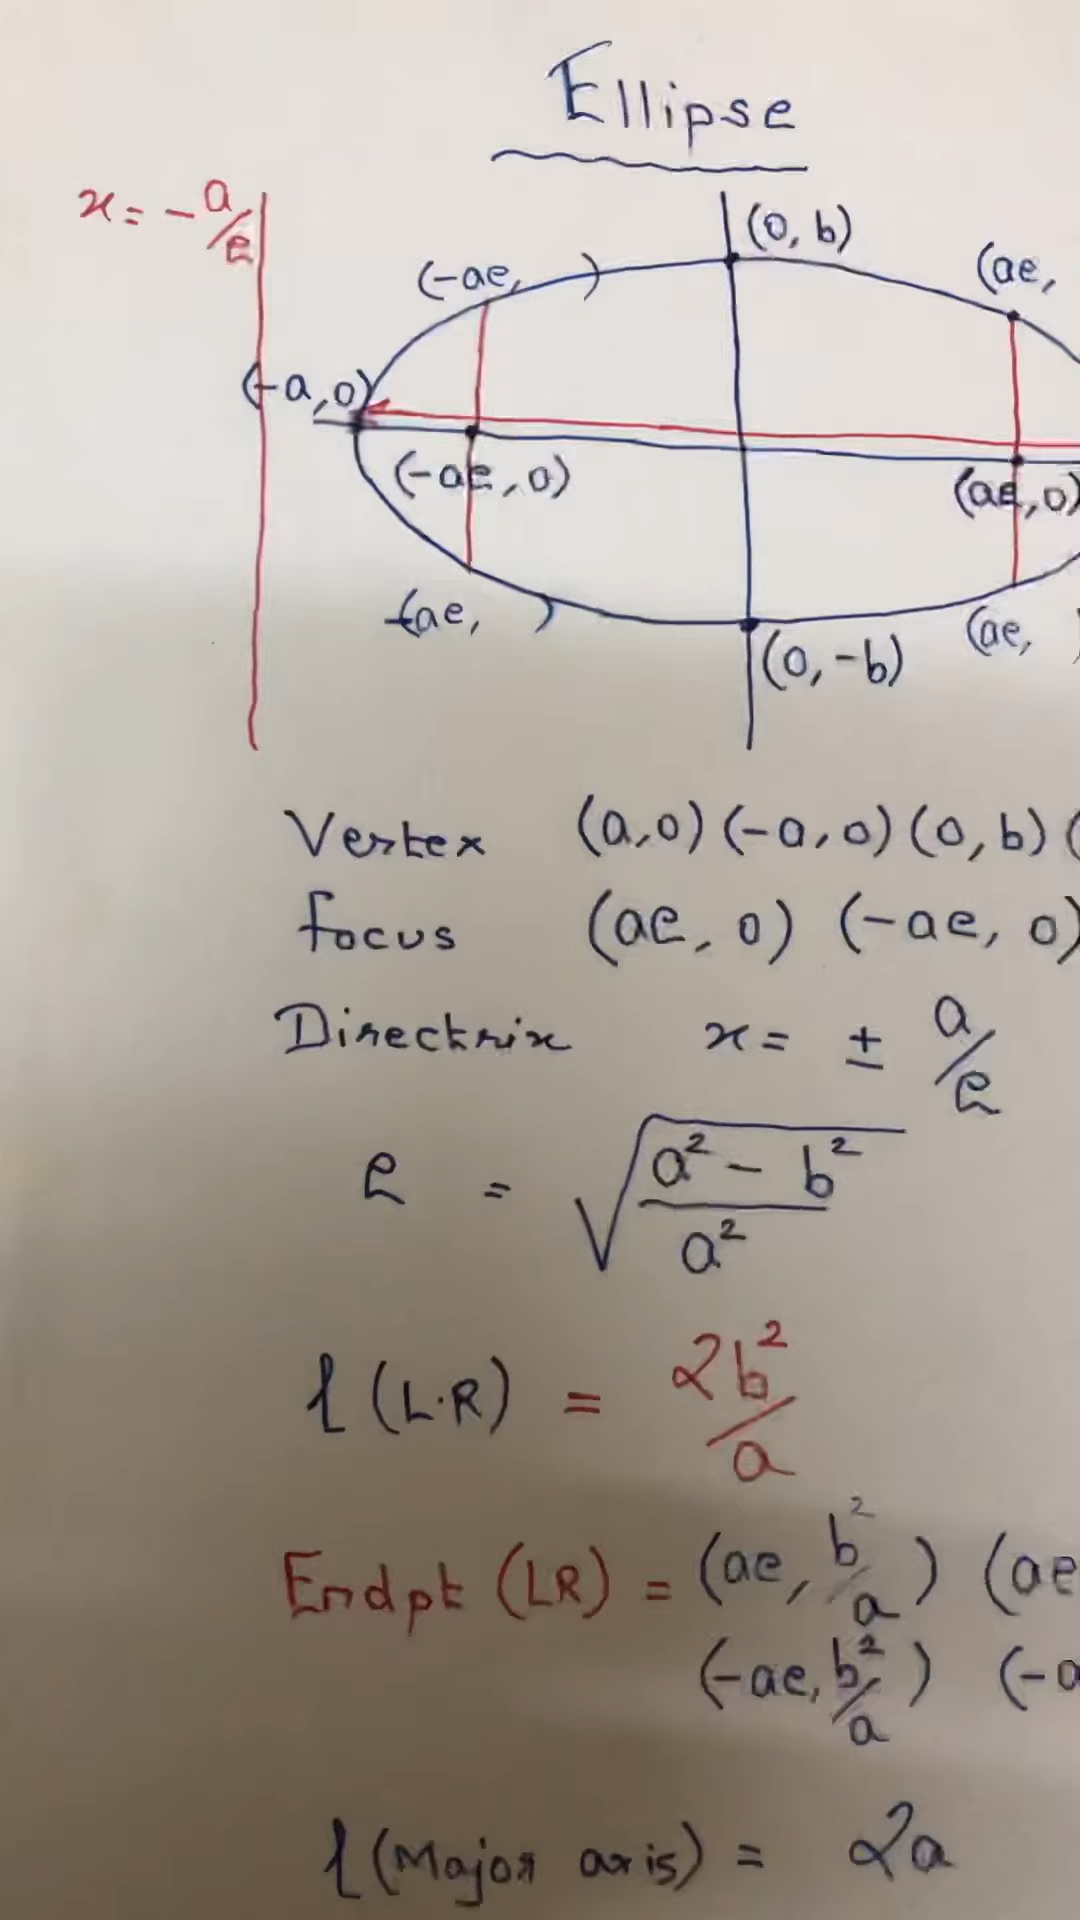 Ellipse
x = - a/e
(0, b)
(-ae, )
(ae,
(-a, 0)
(-ae, 0)
(ae, 0)
(-ae, )
(ae, )
(0, -b)
Vertex (a, 0) (-a, 0) (0, b) (
focus (ae, 0) (-ae, 0)
Directrix x = ± a/e
e = √((a² - b²)/a²)
l (L.R) = 2b²/a
Endpt (LR) = (ae, b²/a) (ae
(-ae, b²/a) (-a
l (Major axis) = 2a